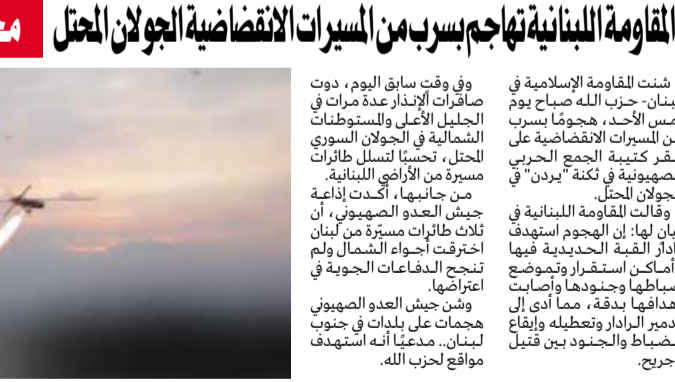 المقاومة اللبنانية تهاجم بسرب من المسيرات الانقضاضية الجولان المحتل
شنت المقاومة الإسلامية في
لبنان- حزب الله صباح يوم
أمس الأحد، هجومًا بسرب
من المسيرات الانقضاضية على
مقر كتيبة الجمع الحربي
الصهيونية في ثكنة "يردن" في
الجولان المحتل.
وقالت المقاومة اللبنانية في
بيان لها: إن الهجوم استهدف
رادار القبة الحديدية فيها
وأماكن استقرار وتموضع
ضباطها وجنودها وأصابت
أهدافها بدقة، مما أدى إلى
تدمير الرادار وتعطيله وإيقاع
الضباط والجنود بين قتيل
وجريح.
وفي وقت سابق اليوم، دوت
صافرات الإنذار عدة مرات في
الجليل الأعلى والمستوطنات
الشمالية في الجولان السوري
المحتل، تحسبًا لتسلل طائرات
مسيرة من الأراضي اللبنانية.
من جانبها، أكدت إذاعة
جيش العدو الصهيوني، أن
ثلاث طائرات مسيّرة من لبنان
اخترقت أجواء الشمال ولم
تنجح الدفاعات الجوية في
اعتراضها.
وشن جيش العدو الصهيوني
هجمات على بلدات في جنوب
لبنان.. مدعيًا أنه استهدف
مواقع لحزب الله.